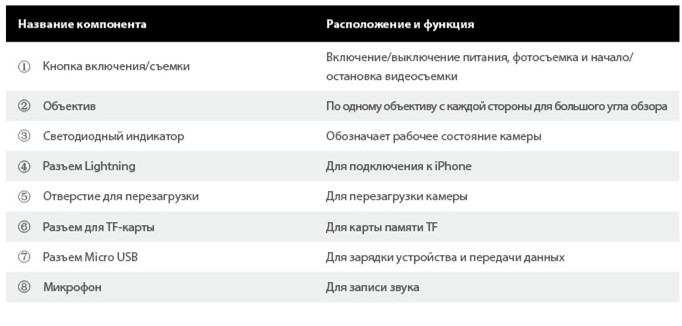 Название компонента Расположение и функция
① Кнопка включения/съемки Включение/выключение питания, фотосъемка и начало/
остановка видеосъемки
② Объектив По одному объективу с каждой стороны для большого угла обзора
③ Светодиодный индикатор Обозначает рабочее состояние камеры
④ Разъем Lightning Для подключения к iPhone
⑤ Отверстие для перезагрузки Для перезагрузки камеры
⑥ Разъем для TF-карты Для карты памяти TF
⑦ Разъем Micro USB Для зарядки устройства и передачи данных
⑧ Микрофон Для записи звука